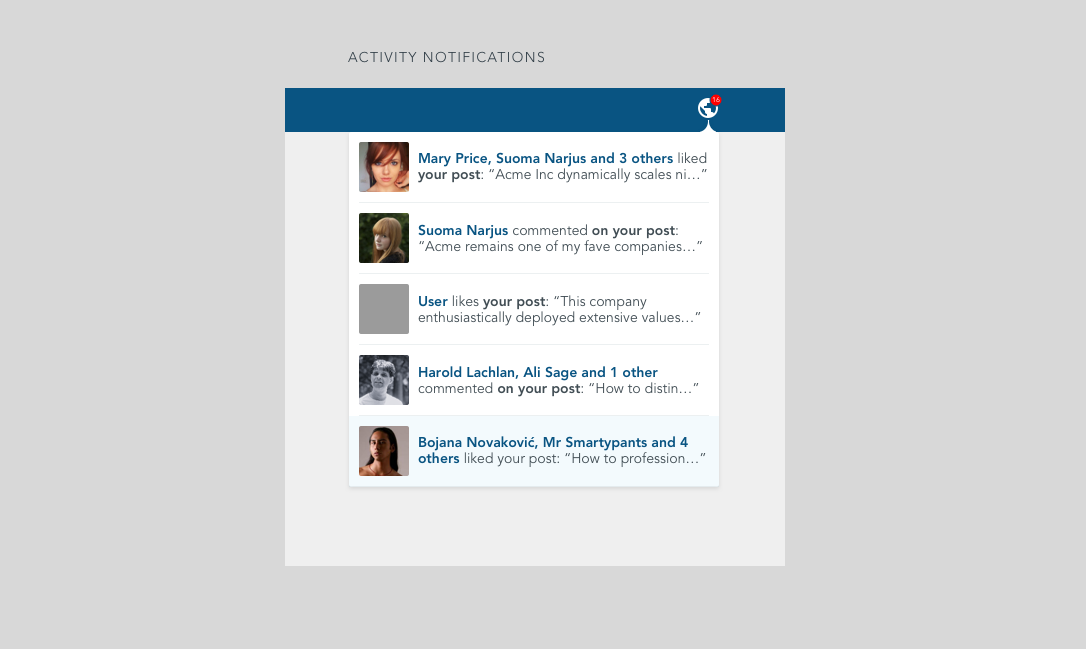 ACTIVITY NOTIFICATIONS
16
Mary Price, Suoma Narjus and 3 others liked
your post: “Acme Inc dynamically scales ni…”
Suoma Narjus commented on your post:
“Acme remains one of my fave companies…”
User likes your post: “This company
enthusiastically deployed extensive values…”
Harold Lachlan, Ali Sage and 1 other
commented on your post: “How to distin…”
Bojana Novaković, Mr Smartypants and 4
others liked your post: “How to profession…”